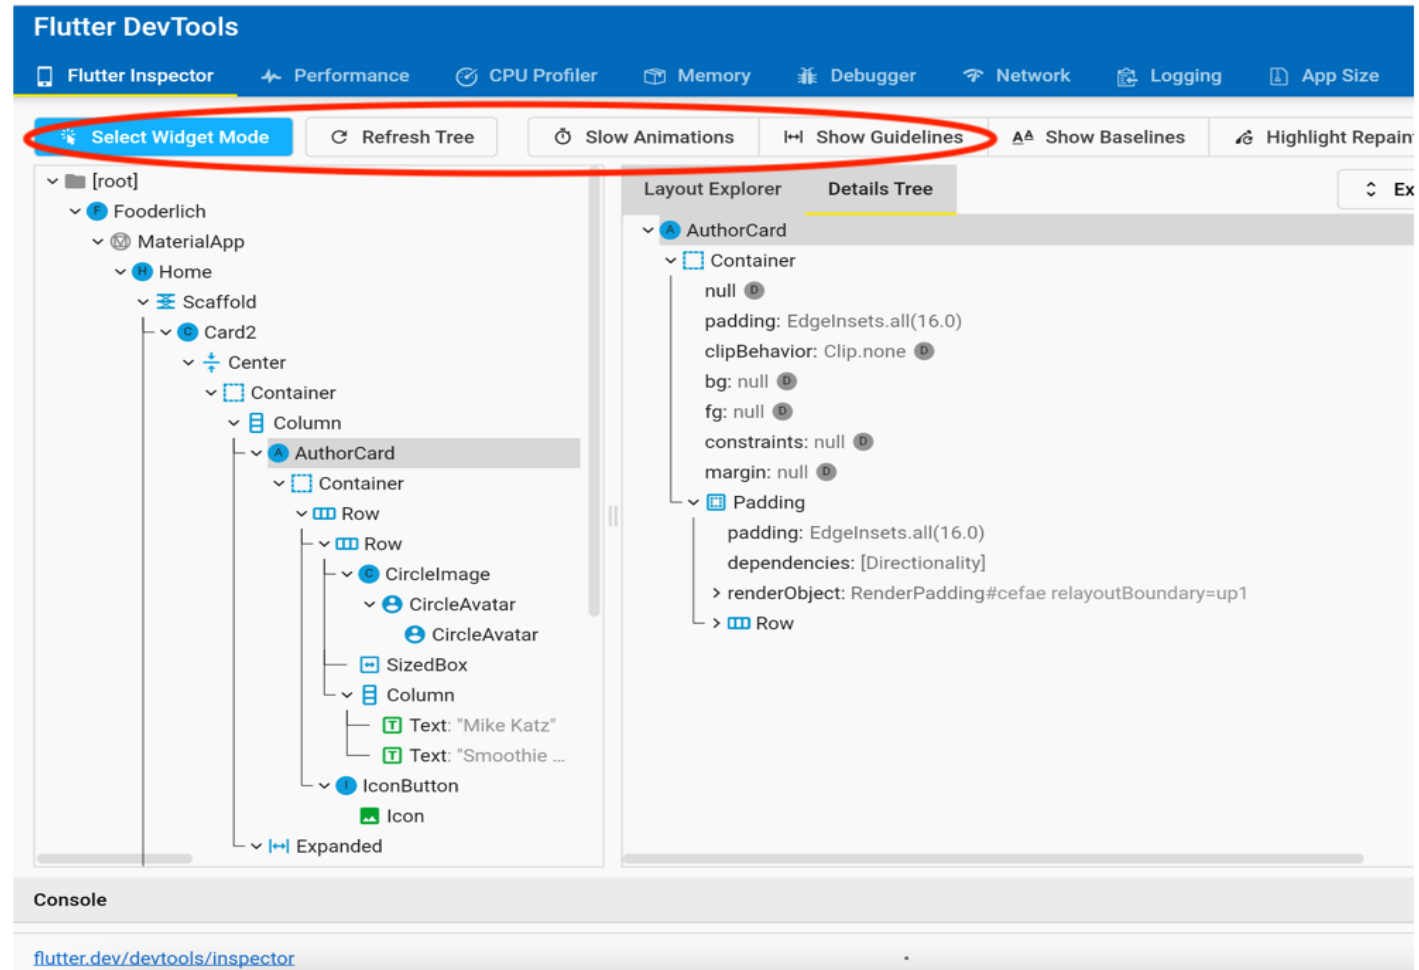 Flutter DevTools
Flutter Inspector Performance CPU Profiler Memory Debugger Network Logging App Size
Select Widget Mode Refresh Tree Slow Animations Show Guidelines Show Baselines Highlight Repain
[root]
Fooderlich
MaterialApp
Home
Scaffold
Card2
Center
Container
Column
AuthorCard
Container
Row
Row
CircleImage
CircleAvatar
CircleAvatar
SizedBox
Column
Text: "Mike Katz"
Text: "Smoothie ...
IconButton
Icon
Expanded
Layout Explorer Details Tree Ex
AuthorCard
Container
null D
padding: EdgeInsets.all(16.0)
clipBehavior: Clip.none D
bg: null D
fg: null D
constraints: null D
margin: null D
Padding
padding: EdgeInsets.all(16.0)
dependencies: [Directionality]
renderObject: RenderPadding#cefae relayoutBoundary=up1
Row
Console
flutter.dev/devtools/inspector